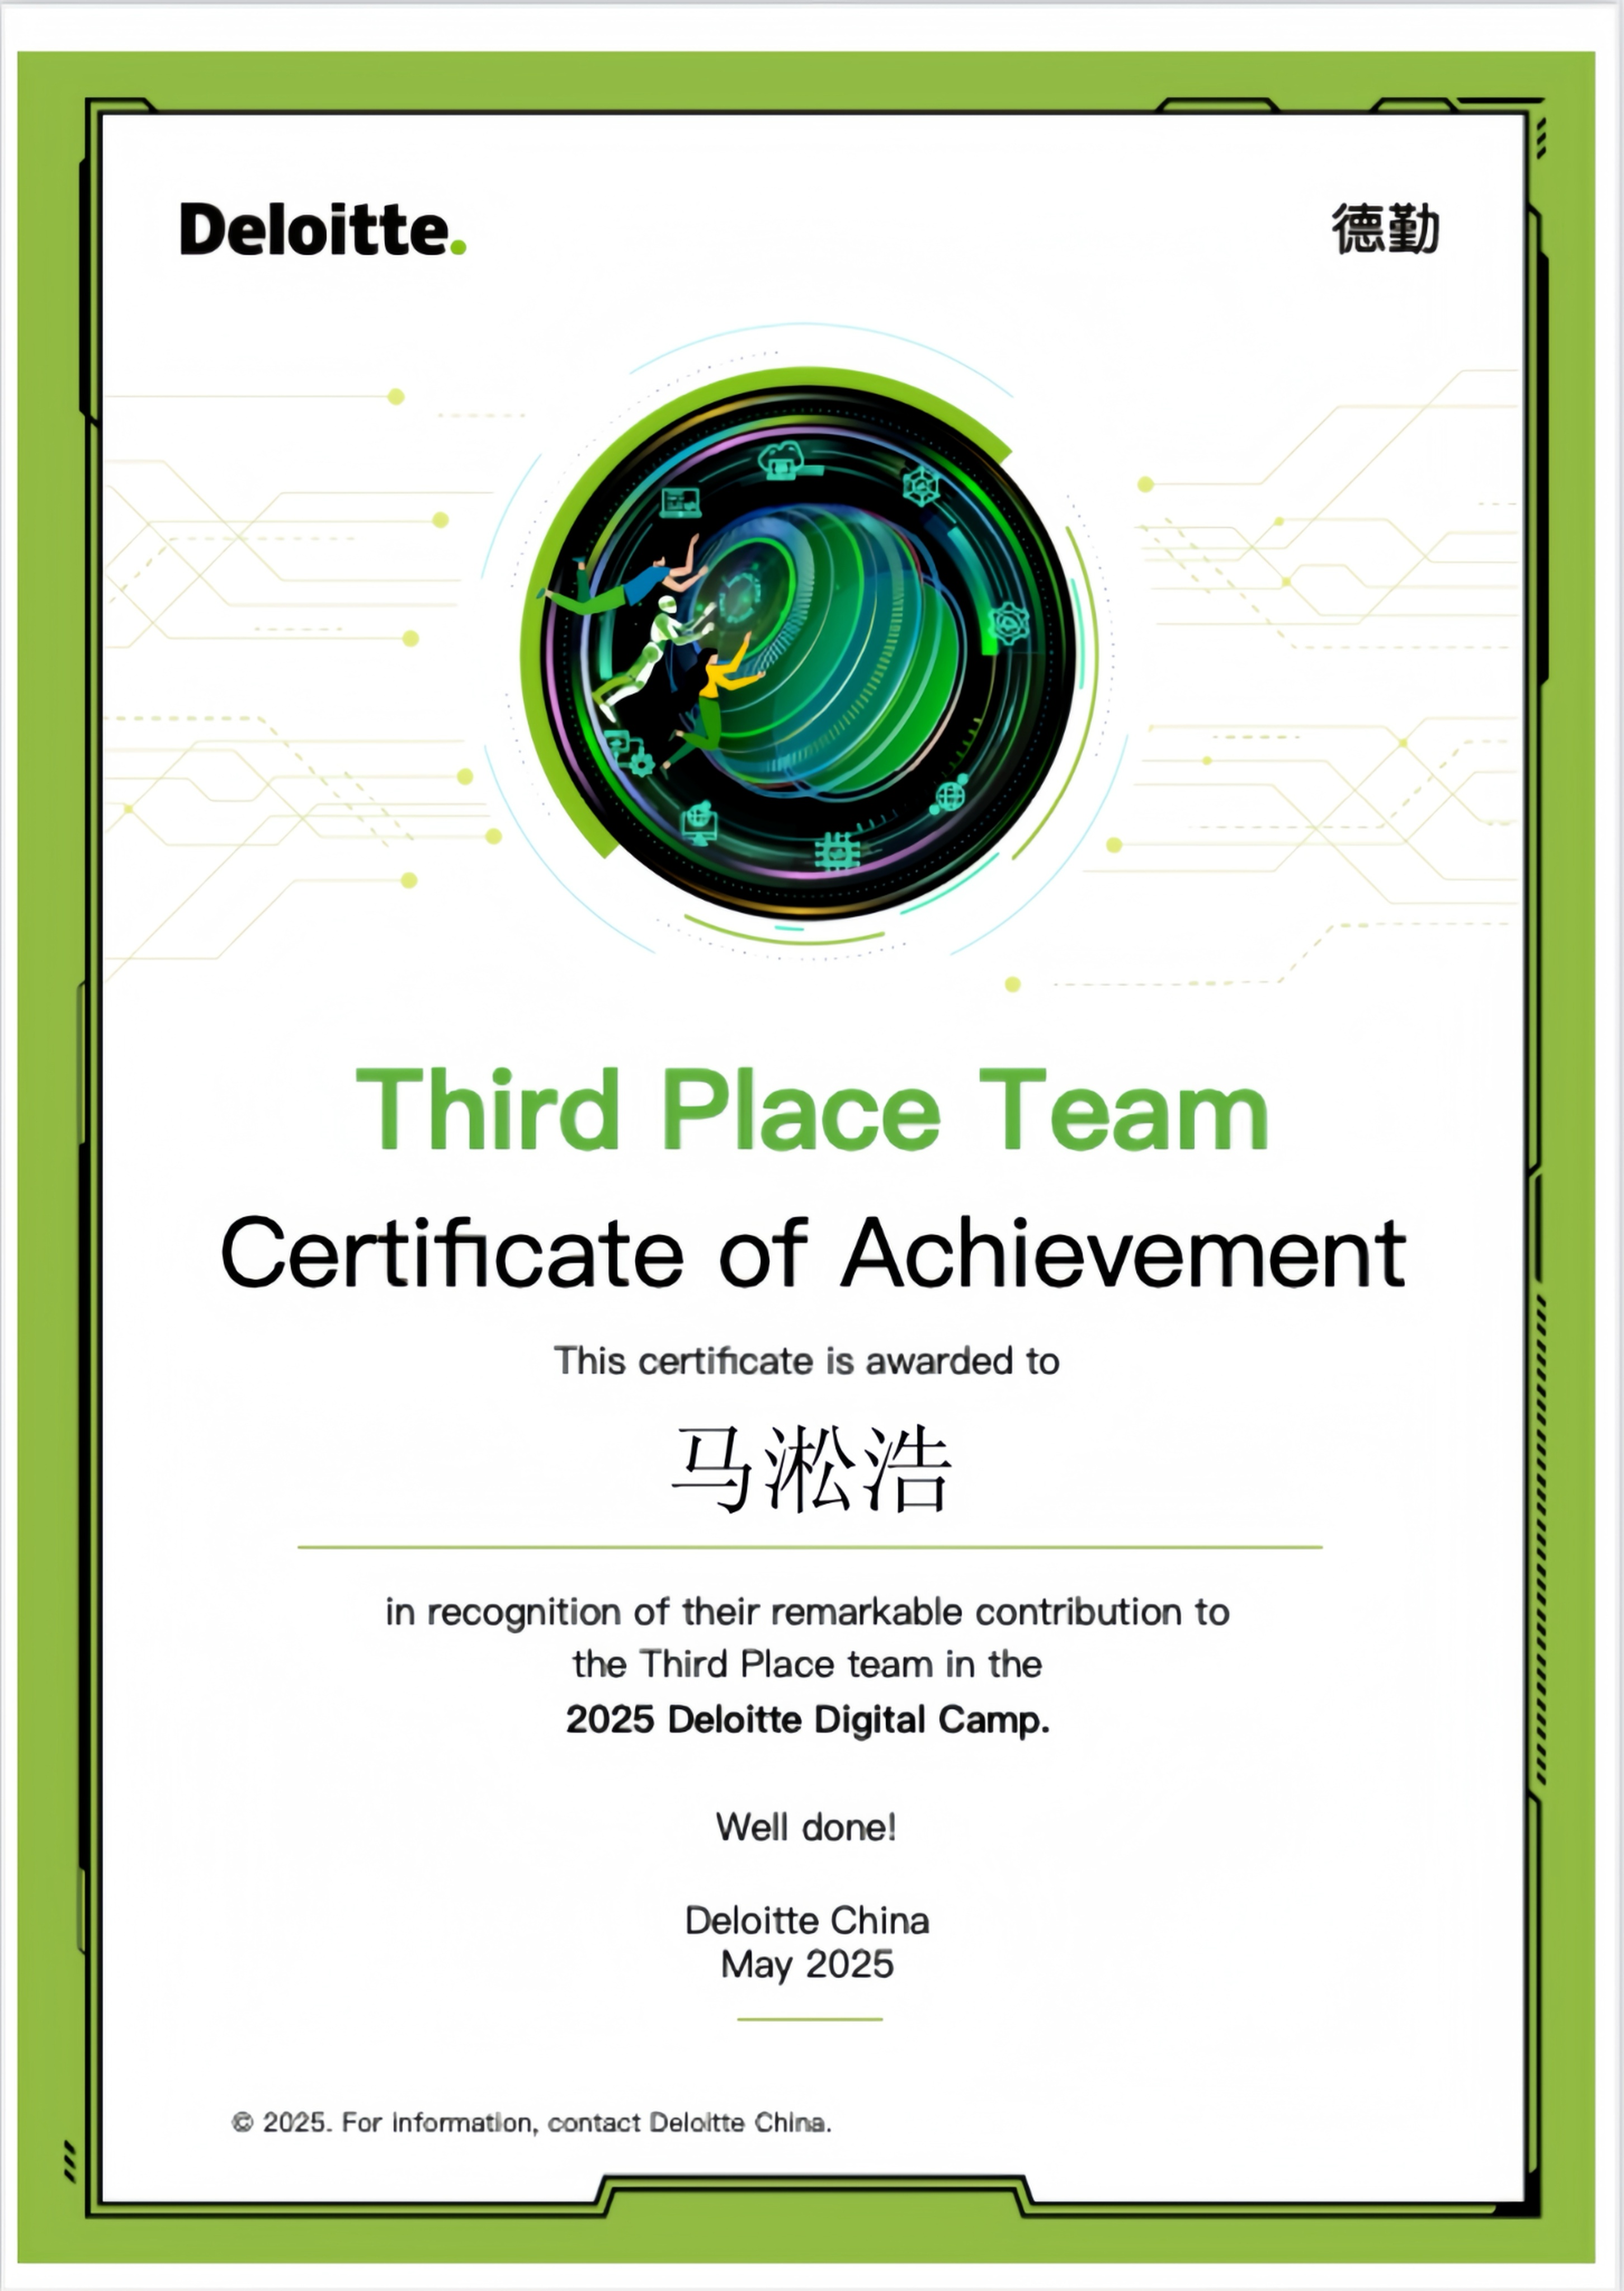 Deloitte.
德勤
Third Place Team
Certificate of Achievement
This certificate is awarded to
马淞浩
in recognition of their remarkable contribution to
the Third Place team in the
2025 Deloitte Digital Camp.
Well done!
Deloitte China
May 2025
© 2025. For information, contact Deloitte China.